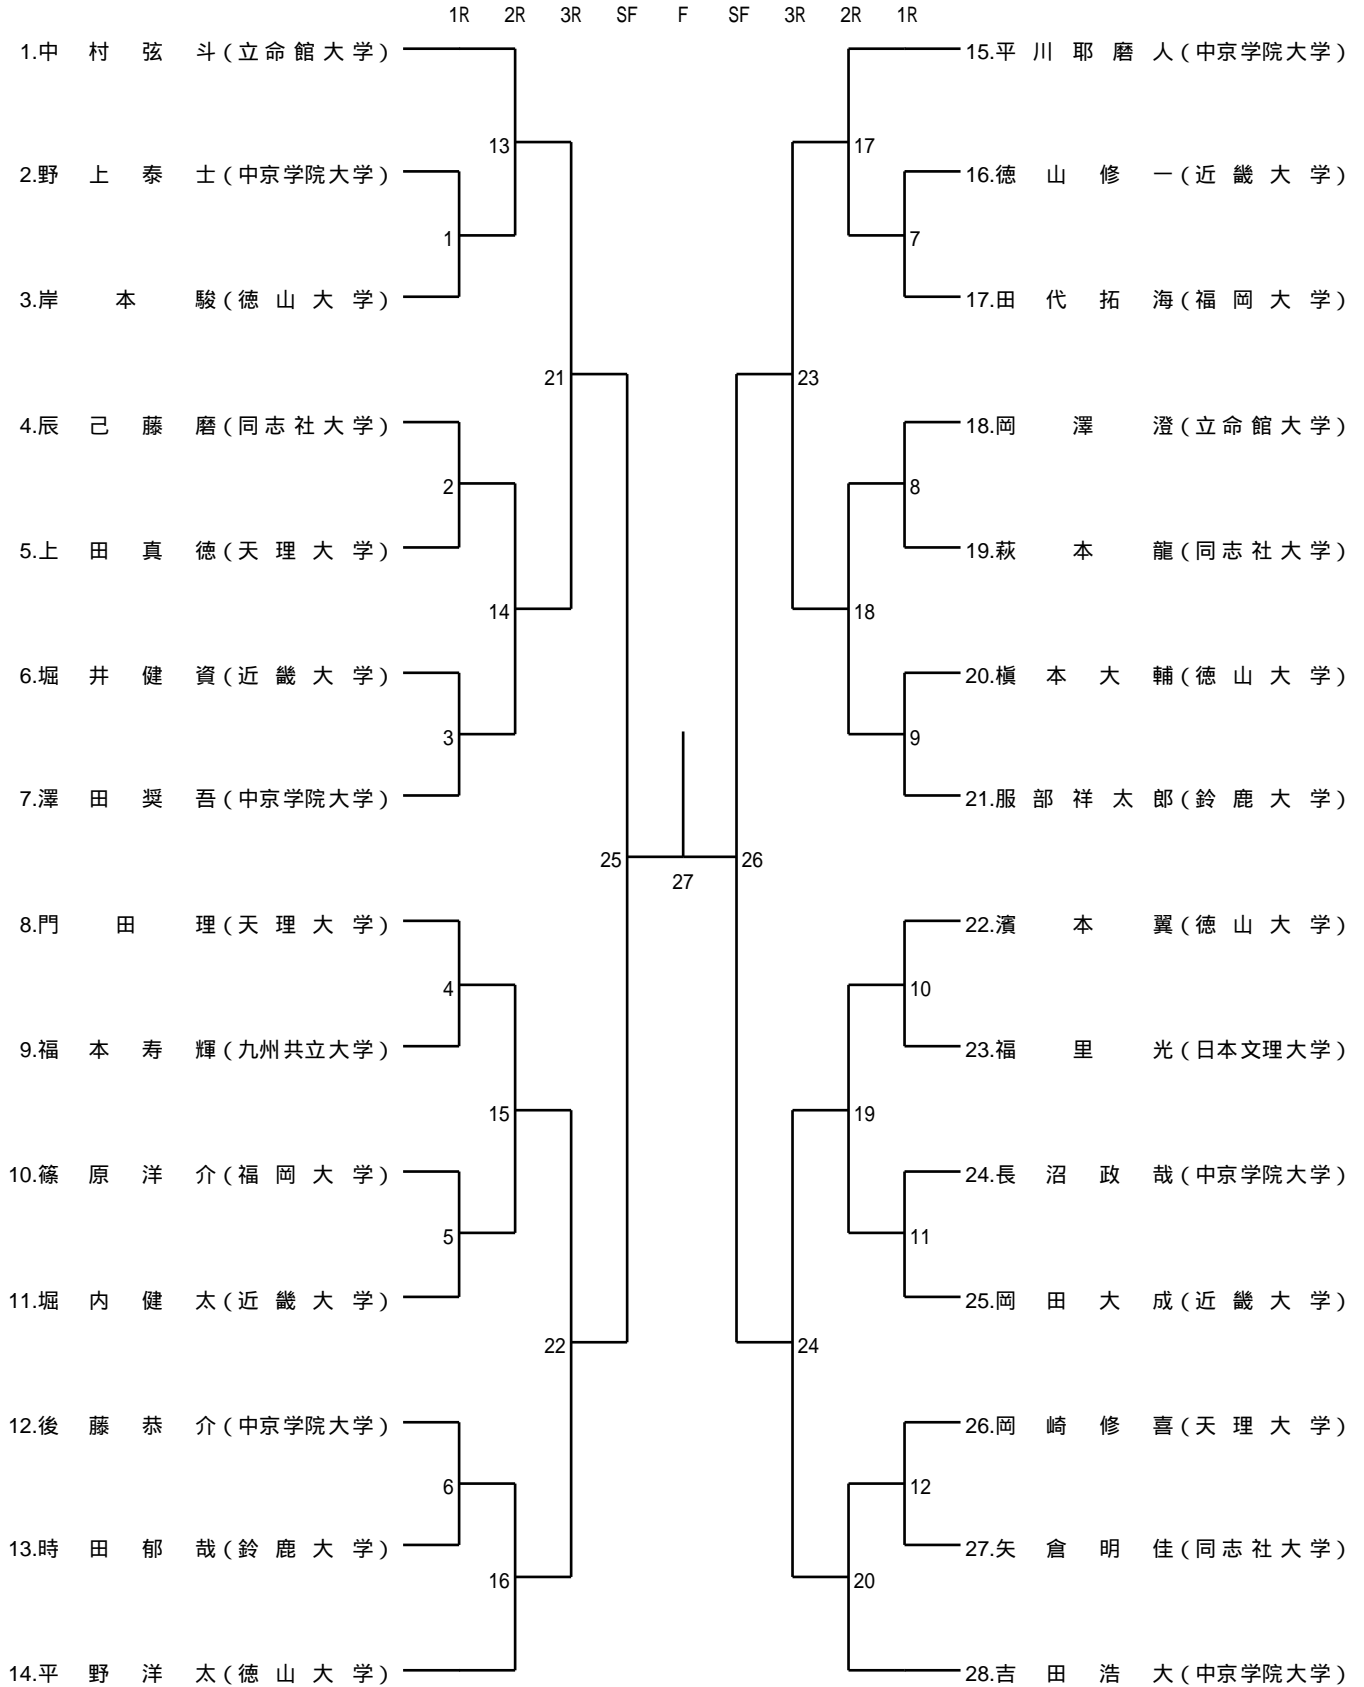 1R 2R 3R SF F SF 3R 2R 1R
1.中村弦斗(立命館大学) 15.平川耶磨人(中京学院大学)
13 17
2.野上泰士(中京学院大学) 16.徳山修一(近畿大学)
1 7
3.岸本駿(徳山大学) 17.田代拓海(福岡大学)
21 23
4.辰己藤磨(同志社大学) 18.岡澤澄(立命館大学)
2 8
5.上田真徳(天理大学) 19.萩本龍(同志社大学)
14 18
6.堀井健資(近畿大学) 20.槇本大輔(徳山大学)
3 9
7.澤田奨吾(中京学院大学) 21.服部祥太郎(鈴鹿大学)
25 26
27
8.門田理(天理大学) 22.濱本翼(徳山大学)
4 10
9.福本寿輝(九州共立大学) 23.福里光(日本文理大学)
15 19
10.篠原洋介(福岡大学) 24.長沼政哉(中京学院大学)
5 11
11.堀内健太(近畿大学) 25.岡田大成(近畿大学)
22 24
12.後藤恭介(中京学院大学) 26.岡崎修喜(天理大学)
6 12
13.時田郁哉(鈴鹿大学) 27.矢倉明佳(同志社大学)
16 20
14.平野洋太(徳山大学) 28.吉田浩大(中京学院大学)